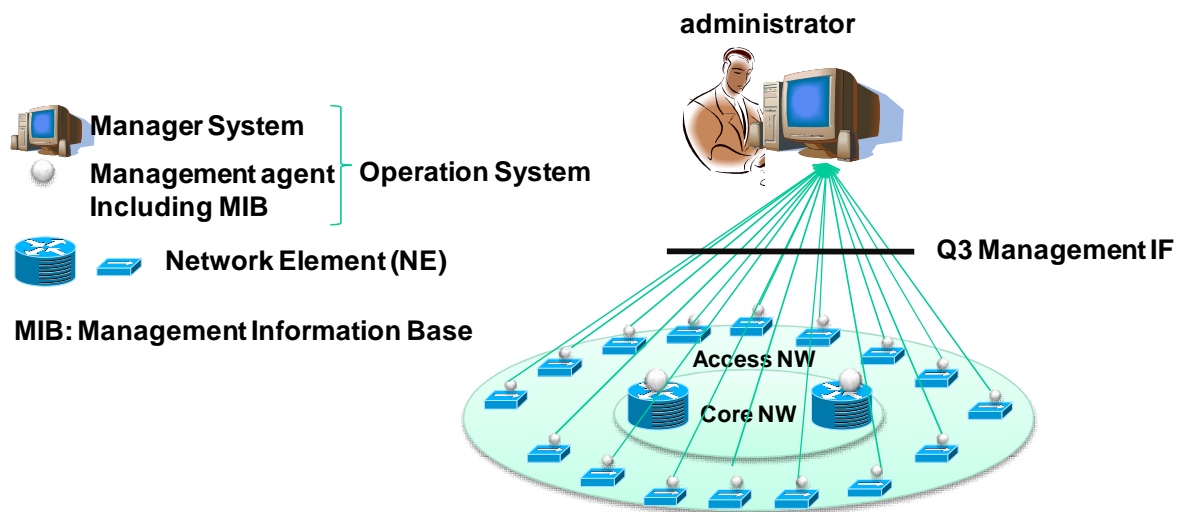 administrator
Manager System
Management agent
Including MIB
Operation System
Network Element (NE)
Q3 Management IF
MIB: Management Information Base
Access NW
Core NW